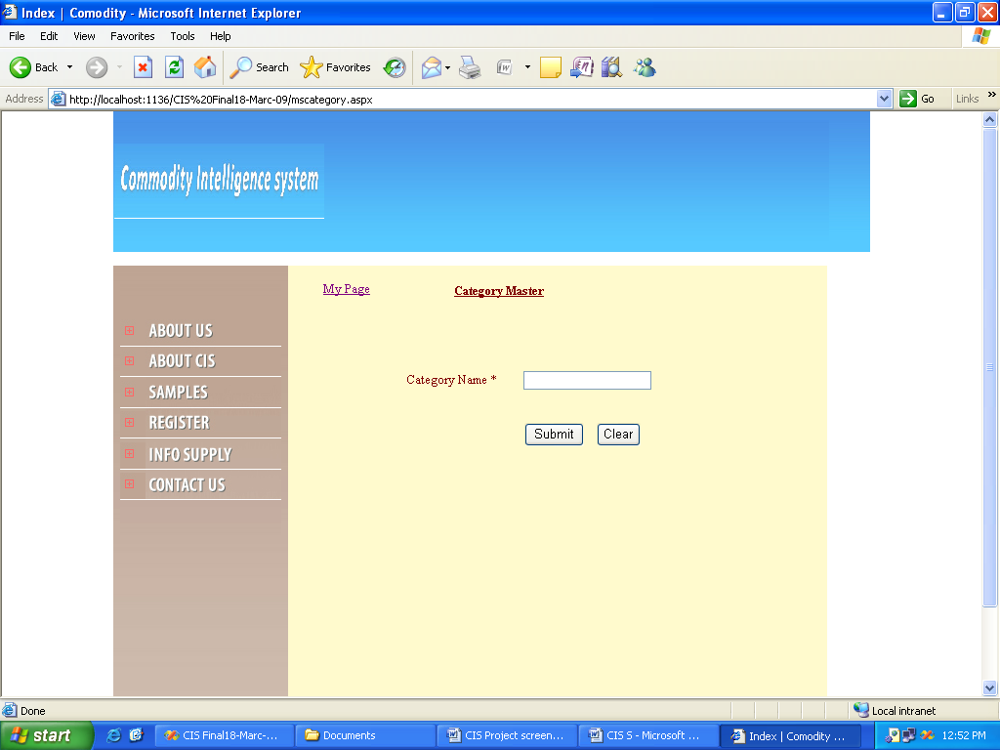 Index | Comodity - Microsoft Internet Explorer
File Edit View Favorites Tools Help
Back Search Favorites
Address http://localhost:1136/CIS%20Final18-Marc-09/mscategory.aspx Go Links »
Commodity Intelligence system
My Page Category Master
ABOUT US
ABOUT CIS
SAMPLES
REGISTER
INFO SUPPLY
CONTACT US
Category Name *
Submit Clear
Done Local intranet
start CIS Final18-Marc-... Documents CIS Project screen... CIS S - Microsoft ... Index | Comodity ... 12:52 PM